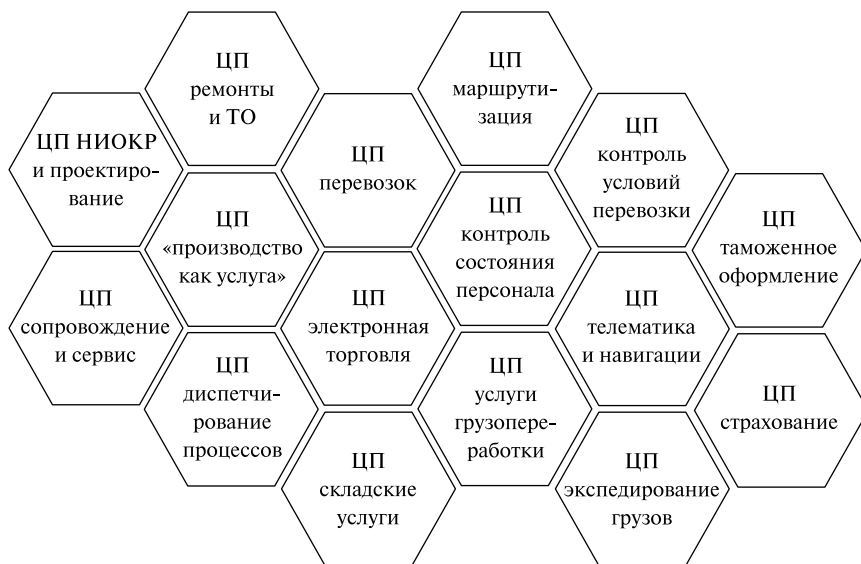 ЦП
ремонты
и ТО
ЦП
маршрути-
зация
ЦП НИОКР
и проектиро-
вание
ЦП
перевозок
ЦП
контроль
условий
перевозки
ЦП
«производство
как услуга»
ЦП
контроль
состояния
персонала
ЦП
таможенное
оформление
ЦП
сопровождение
и сервис
ЦП
электронная
торговля
ЦП
телематика
и навигации
ЦП
диспетчи-
рование
процессов
ЦП
услуги
грузопере-
работки
ЦП
страхование
ЦП
складские
услуги
ЦП
экспедирование
грузов